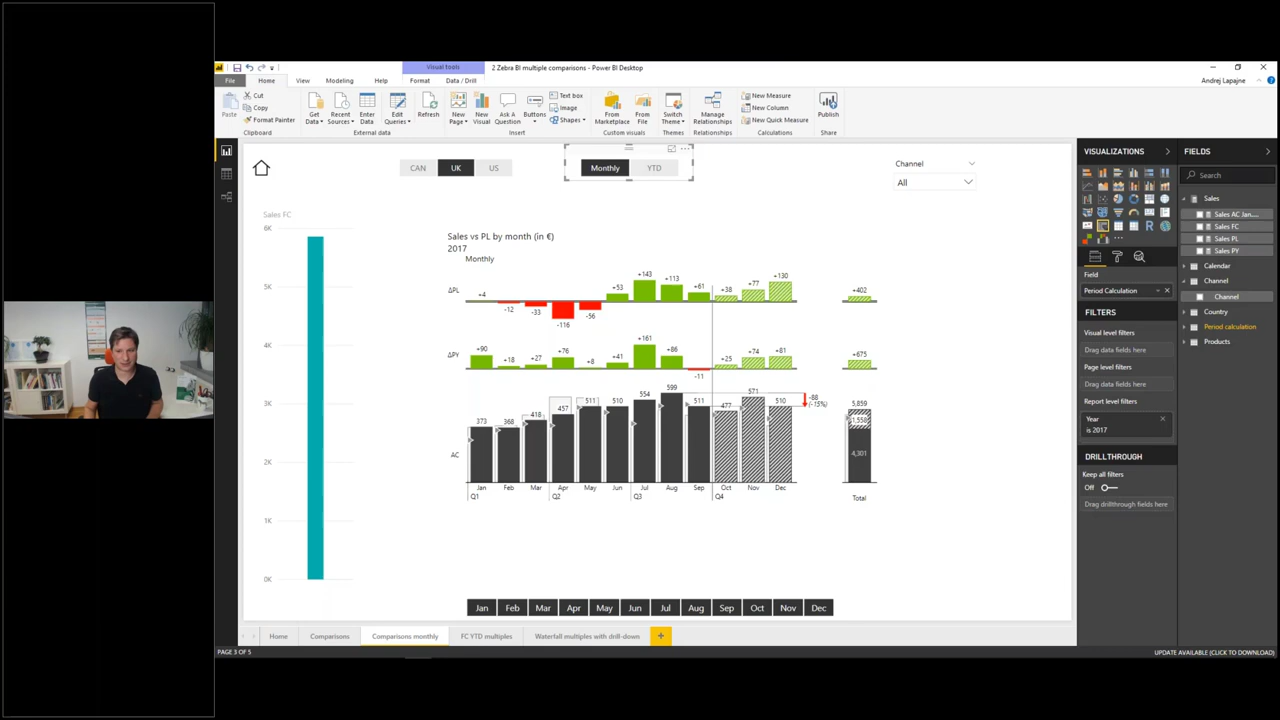 Visual tools
2 Zebra BI multiple comparisons - Power BI Desktop
File Home View Modeling Help Format Data / Drill
Andrej Lapajne
Paste
Cut
Copy
Format Painter
Clipboard
Get Data
Recent Sources
Enter Data
Edit Queries
Refresh
External data
New Page
New Visual
Ask A Question
Buttons
Text box
Image
Shapes
Insert
From Marketplace
From File
Custom visuals
Switch Theme
Themes
Manage Relationships
Relationships
New Measure
New Column
New Quick Measure
Calculations
Publish
Share
CAN UK US
Monthly YTD
Channel
All
Sales FC
6K
5K
4K
3K
2K
1K
0K
Sales vs PL by month (in €)
2017
Monthly
ΔPL
+4 -12 -33 -116 -56 +53 +143 +113 +61 +38 +77 +130 +402
ΔPY
+90 +18 +27 +76 +8 +41 +161 +86 -11 +25 +74 +81 +675
AC
373 368 418 457 511 510 554 599 511 477 571 510
-88
(-15%)
5,859
1,558
4,301
Jan Feb Mar Apr May Jun Jul Aug Sep Oct Nov Dec
Q1 Q2 Q3 Q4
Total
Jan Feb Mar Apr May Jun Jul Aug Sep Oct Nov Dec
Home Comparisons Comparisons monthly FC YTD multiples Waterfall multiples with drill-down
PAGE 3 OF 5
UPDATE AVAILABLE (CLICK TO DOWNLOAD)
VISUALIZATIONS
Field
Period Calculation
FILTERS
Visual level filters
Drag data fields here
Page level filters
Drag data fields here
Report level filters
Year
is 2017
DRILLTHROUGH
Keep all filters
Off
Drag drillthrough fields here
FIELDS
Search
Sales
Sales AC Jan....
Sales FC
Sales PL
Sales PY
Calendar
Channel
Channel
Country
Period calculation
Products